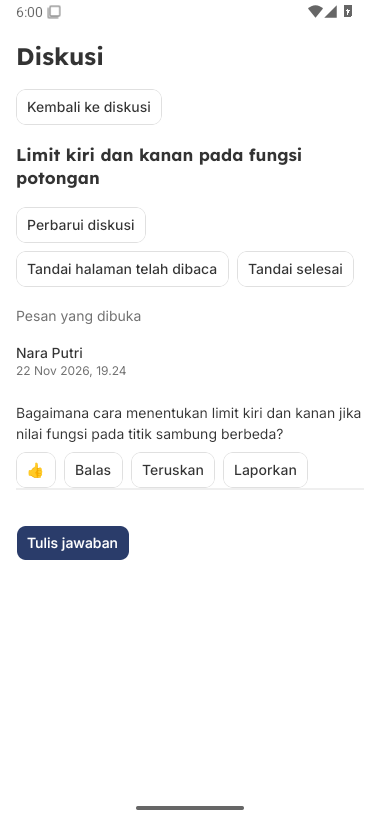 6:00
Diskusi
Kembali ke diskusi
Limit kiri dan kanan pada fungsi
potongan
Perbarui diskusi
Tandai halaman telah dibaca
Tandai selesai
Pesan yang dibuka
Nara Putri
22 Nov 2026, 19.24
Bagaimana cara menentukan limit kiri dan kanan jika
nilai fungsi pada titik sambung berbeda?
👍
Balas
Teruskan
Laporkan
Tulis jawaban